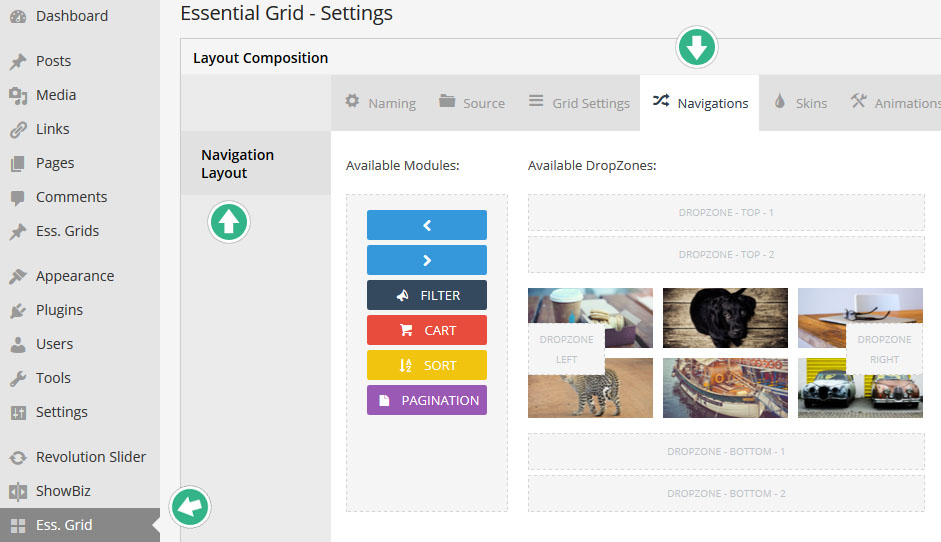 Dashboard
Posts
Media
Links
Pages
Comments
Ess. Grids
Appearance
Plugins
Users
Tools
Settings
Revolution Slider
ShowBiz
Ess. Grid
Essential Grid - Settings
Layout Composition
Naming
Source
Grid Settings
Navigations
Skins
Animations
Navigation
Layout
Available Modules:
FILTER
CART
SORT
PAGINATION
Available DropZones:
DROPZONE - TOP - 1
DROPZONE - TOP - 2
DROPZONE
LEFT
DROPZONE
RIGHT
DROPZONE - BOTTOM - 1
DROPZONE - BOTTOM - 2